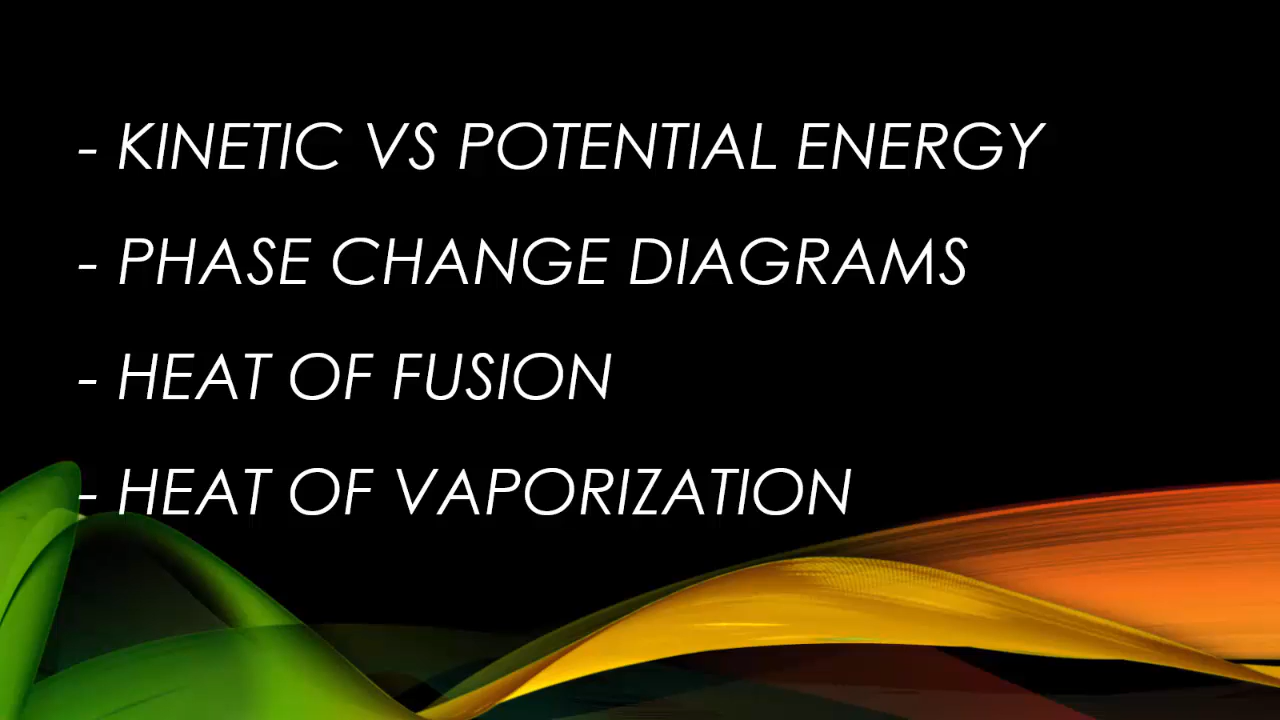 - KINETIC VS POTENTIAL ENERGY
- PHASE CHANGE DIAGRAMS
- HEAT OF FUSION
- HEAT OF VAPORIZATION